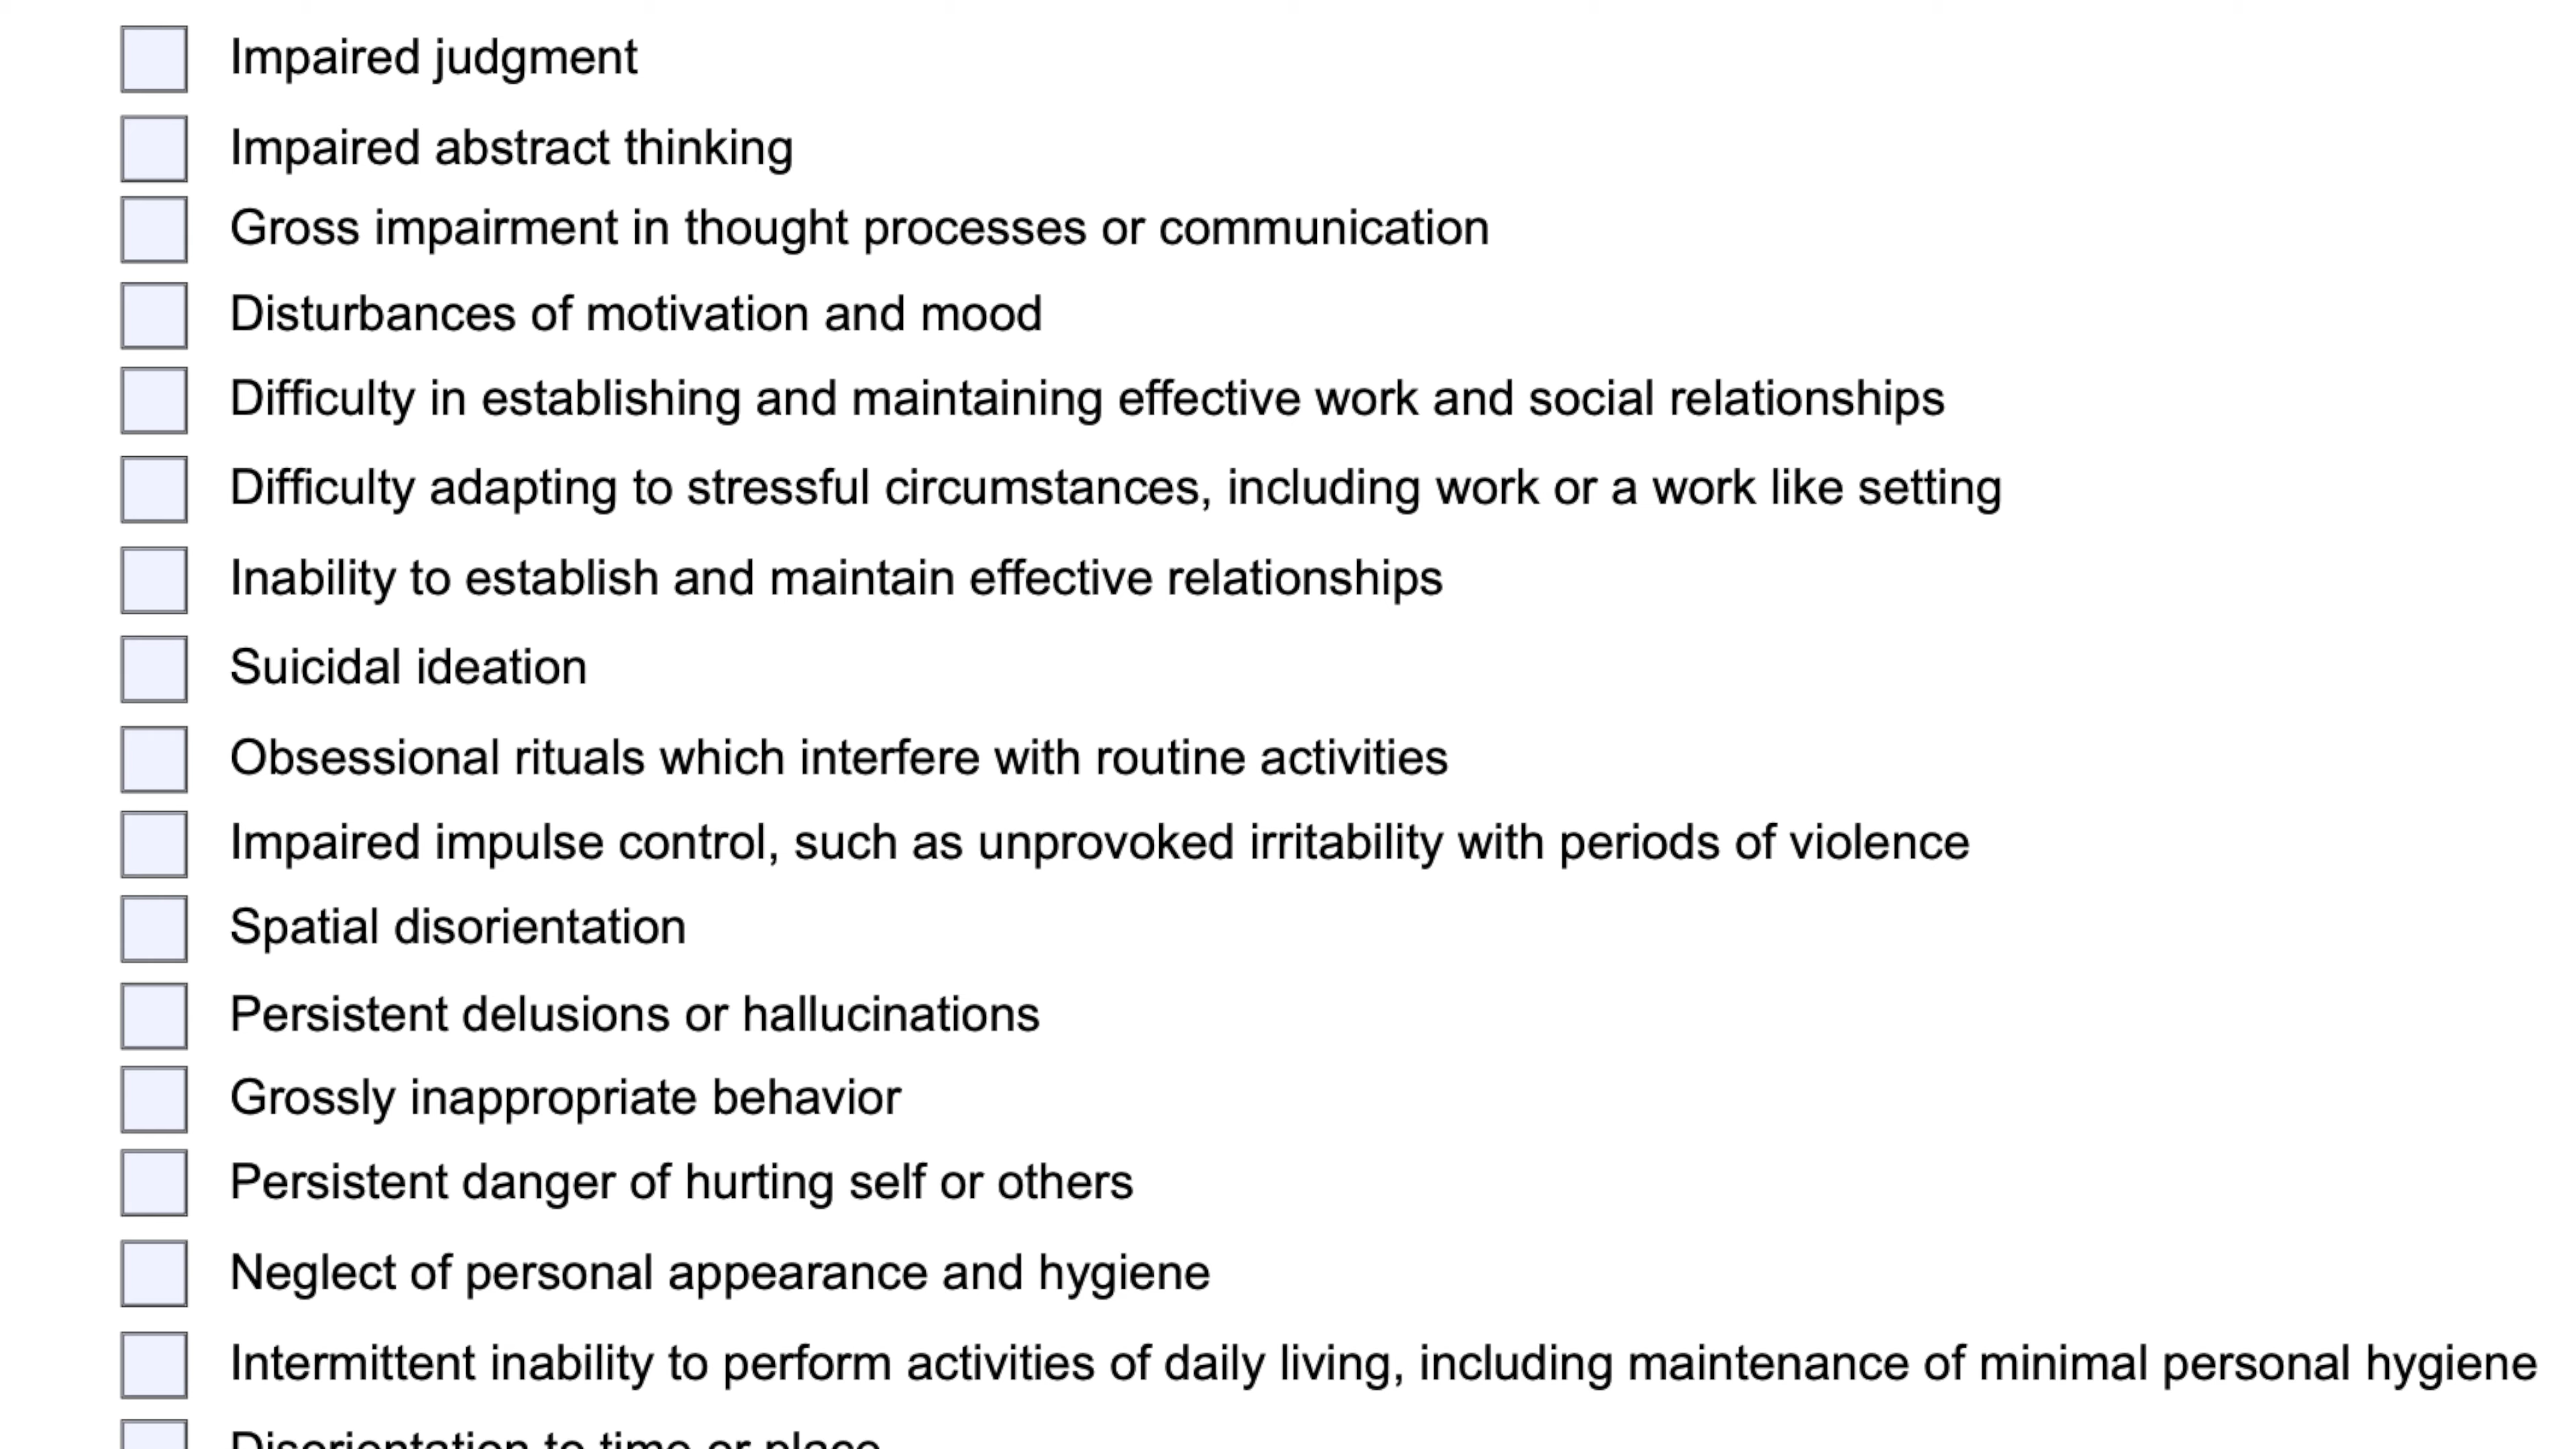 Impaired judgment
Impaired abstract thinking
Gross impairment in thought processes or communication
Disturbances of motivation and mood
Difficulty in establishing and maintaining effective work and social relationships
Difficulty adapting to stressful circumstances, including work or a work like setting
Inability to establish and maintain effective relationships
Suicidal ideation
Obsessional rituals which interfere with routine activities
Impaired impulse control, such as unprovoked irritability with periods of violence
Spatial disorientation
Persistent delusions or hallucinations
Grossly inappropriate behavior
Persistent danger of hurting self or others
Neglect of personal appearance and hygiene
Intermittent inability to perform activities of daily living, including maintenance of minimal personal hygiene
Disorientation to time or place